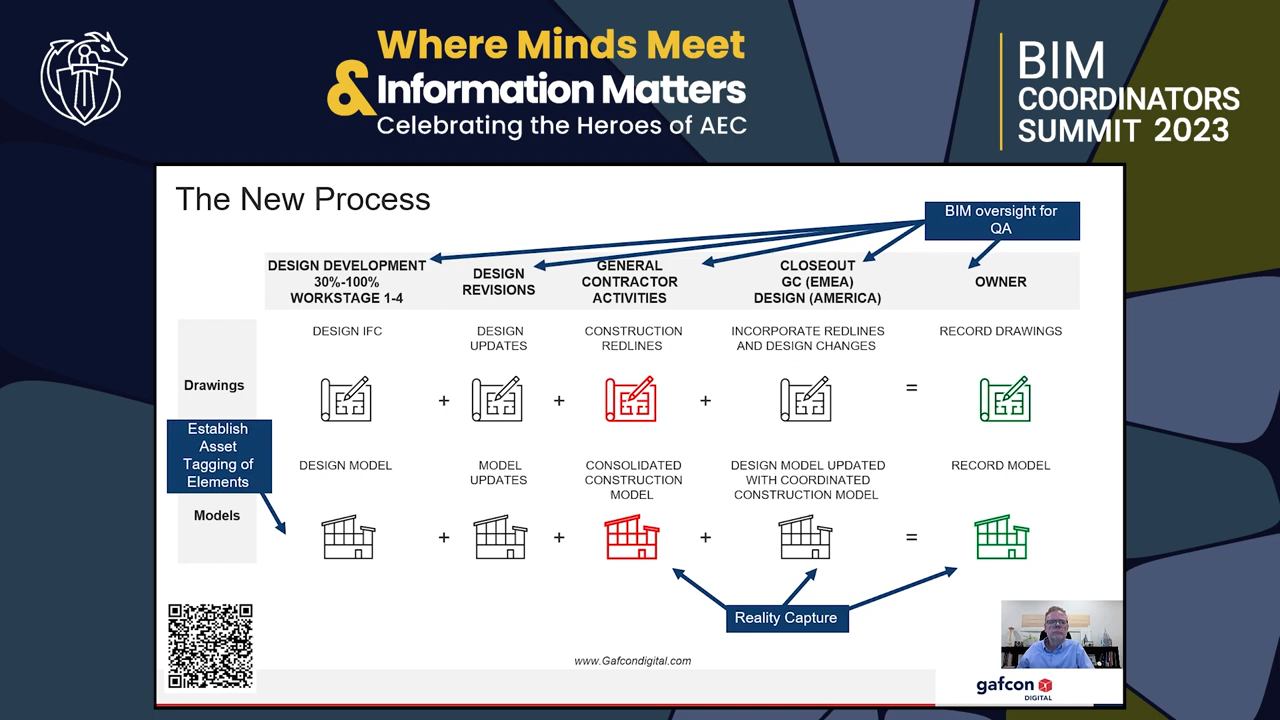 Where Minds Meet
& Information Matters
Celebrating the Heroes of AEC
BIM
COORDINATORS
SUMMIT 2023
The New Process
BIM oversight for
QA
DESIGN DEVELOPMENT
30%-100%
WORKSTAGE 1-4
DESIGN
REVISIONS
GENERAL
CONTRACTOR
ACTIVITIES
CLOSEOUT
GC (EMEA)
DESIGN (AMERICA)
OWNER
Drawings
DESIGN IFC
DESIGN
UPDATES
CONSTRUCTION
REDLINES
INCORPORATE REDLINES
AND DESIGN CHANGES
RECORD DRAWINGS
+ + + =
Establish
Asset
Tagging of
Elements
Models
DESIGN MODEL
MODEL
UPDATES
CONSOLIDATED
CONSTRUCTION
MODEL
DESIGN MODEL UPDATED
WITH COORDINATED
CONSTRUCTION MODEL
RECORD MODEL
+ + + =
Reality Capture
www.Gafcondigital.com
gafcon
DIGITAL